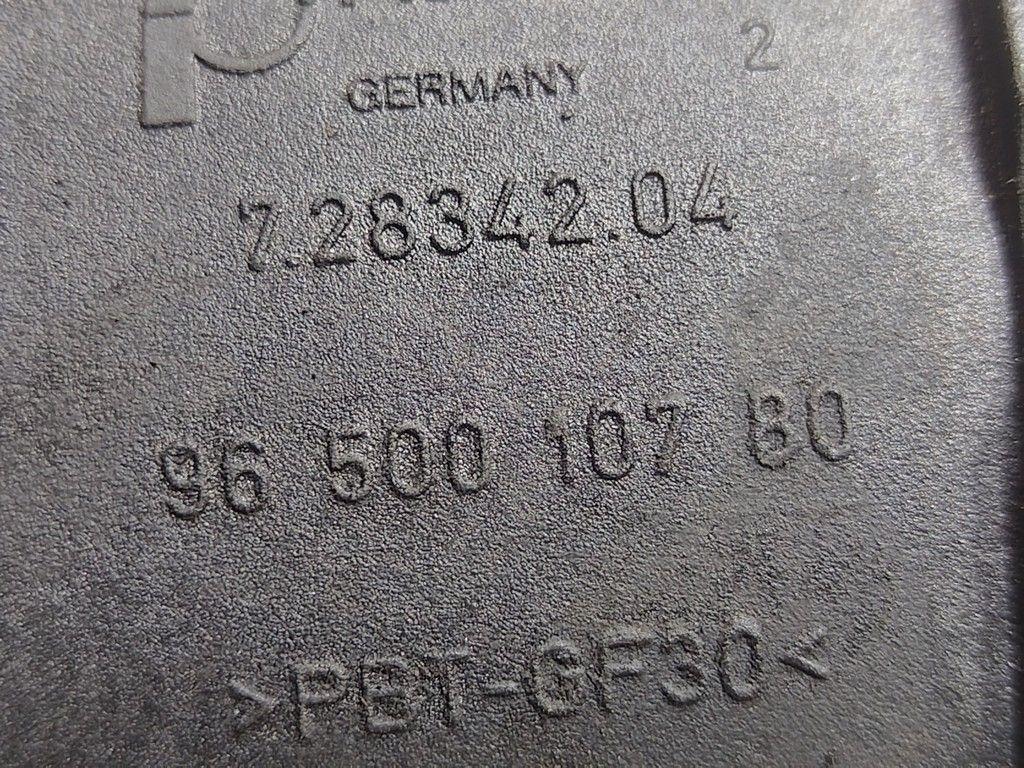 2
GERMANY
7.28342.04
96 500 107 80
>PBT-GF30<